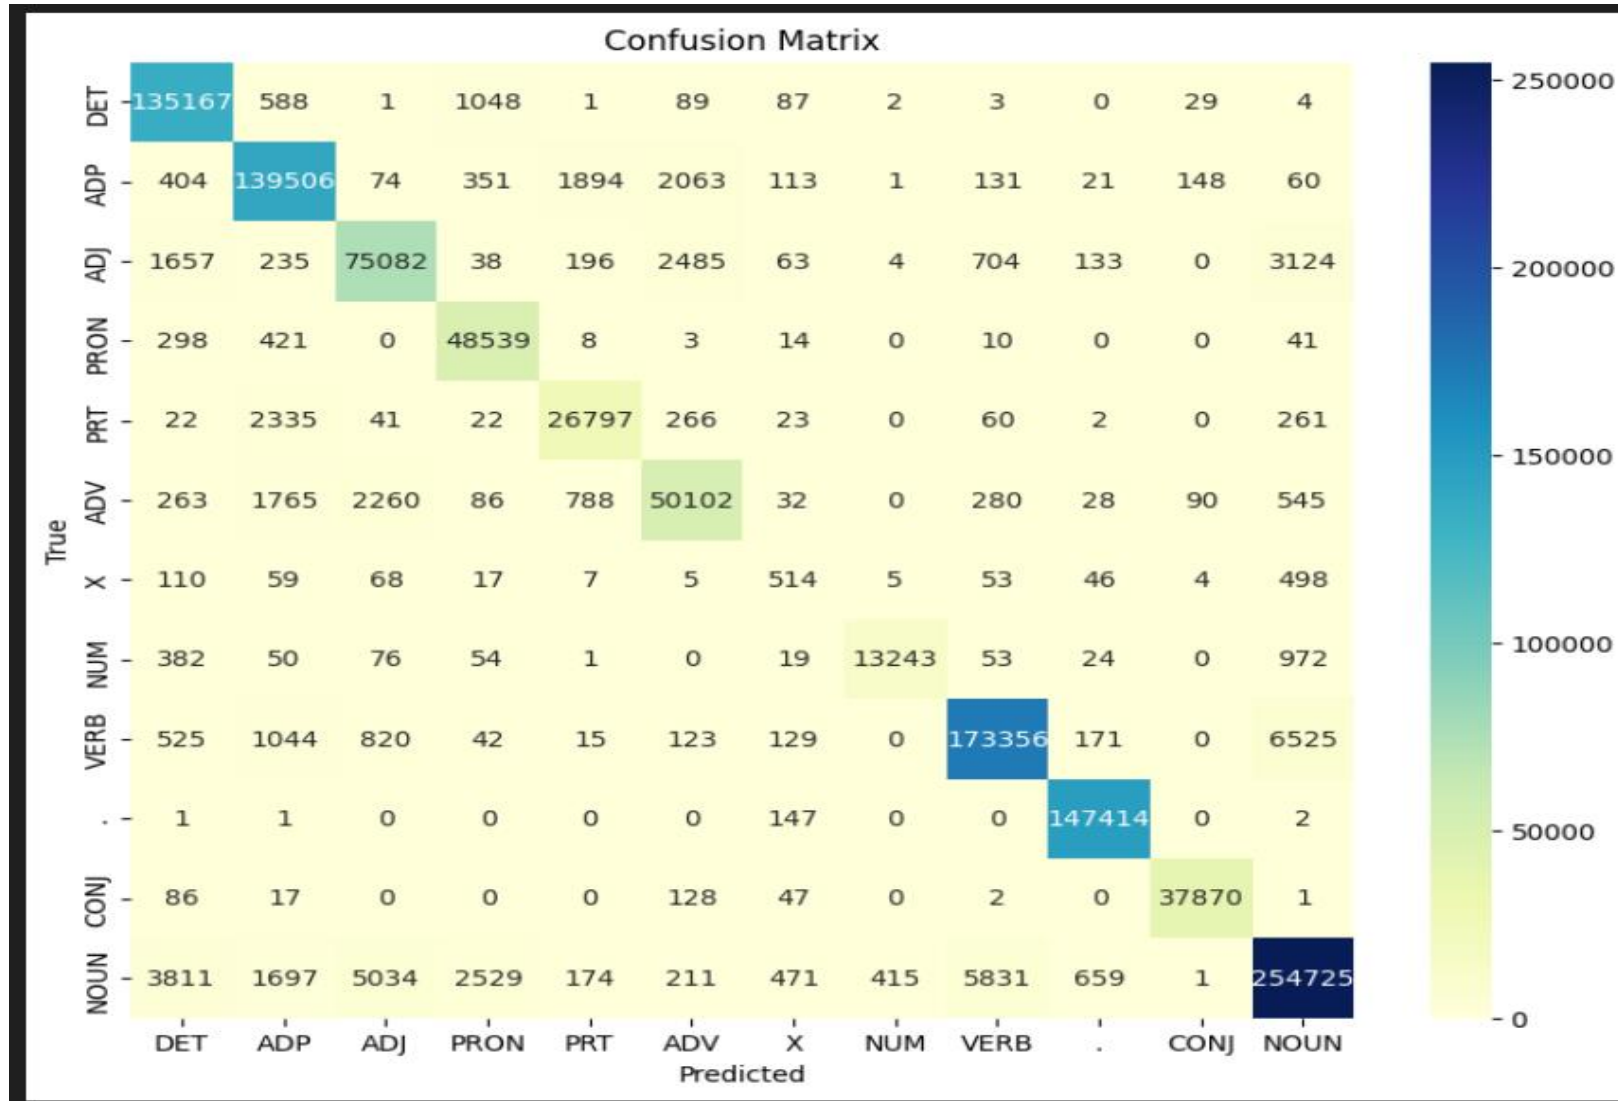 Confusion Matrix
DET 135167 588 1 1048 1 89 87 2 3 0 29 4
ADP 404 139506 74 351 1894 2063 113 1 131 21 148 60
ADJ 1657 235 75082 38 196 2485 63 4 704 133 0 3124
PRON 298 421 0 48539 8 3 14 0 10 0 0 41
PRT 22 2335 41 22 26797 266 23 0 60 2 0 261
ADV 263 1765 2260 86 788 50102 32 0 280 28 90 545
X 110 59 68 17 7 5 514 5 53 46 4 498
NUM 382 50 76 54 1 0 19 13243 53 24 0 972
VERB 525 1044 820 42 15 123 129 0 173356 171 0 6525
. 1 1 0 0 0 0 147 0 0 147414 0 2
CONJ 86 17 0 0 0 128 47 0 2 0 37870 1
NOUN 3811 1697 5034 2529 174 211 471 415 5831 659 1 254725
DET ADP ADJ PRON PRT ADV X NUM VERB . CONJ NOUN
Predicted
True
250000
200000
150000
100000
50000
0